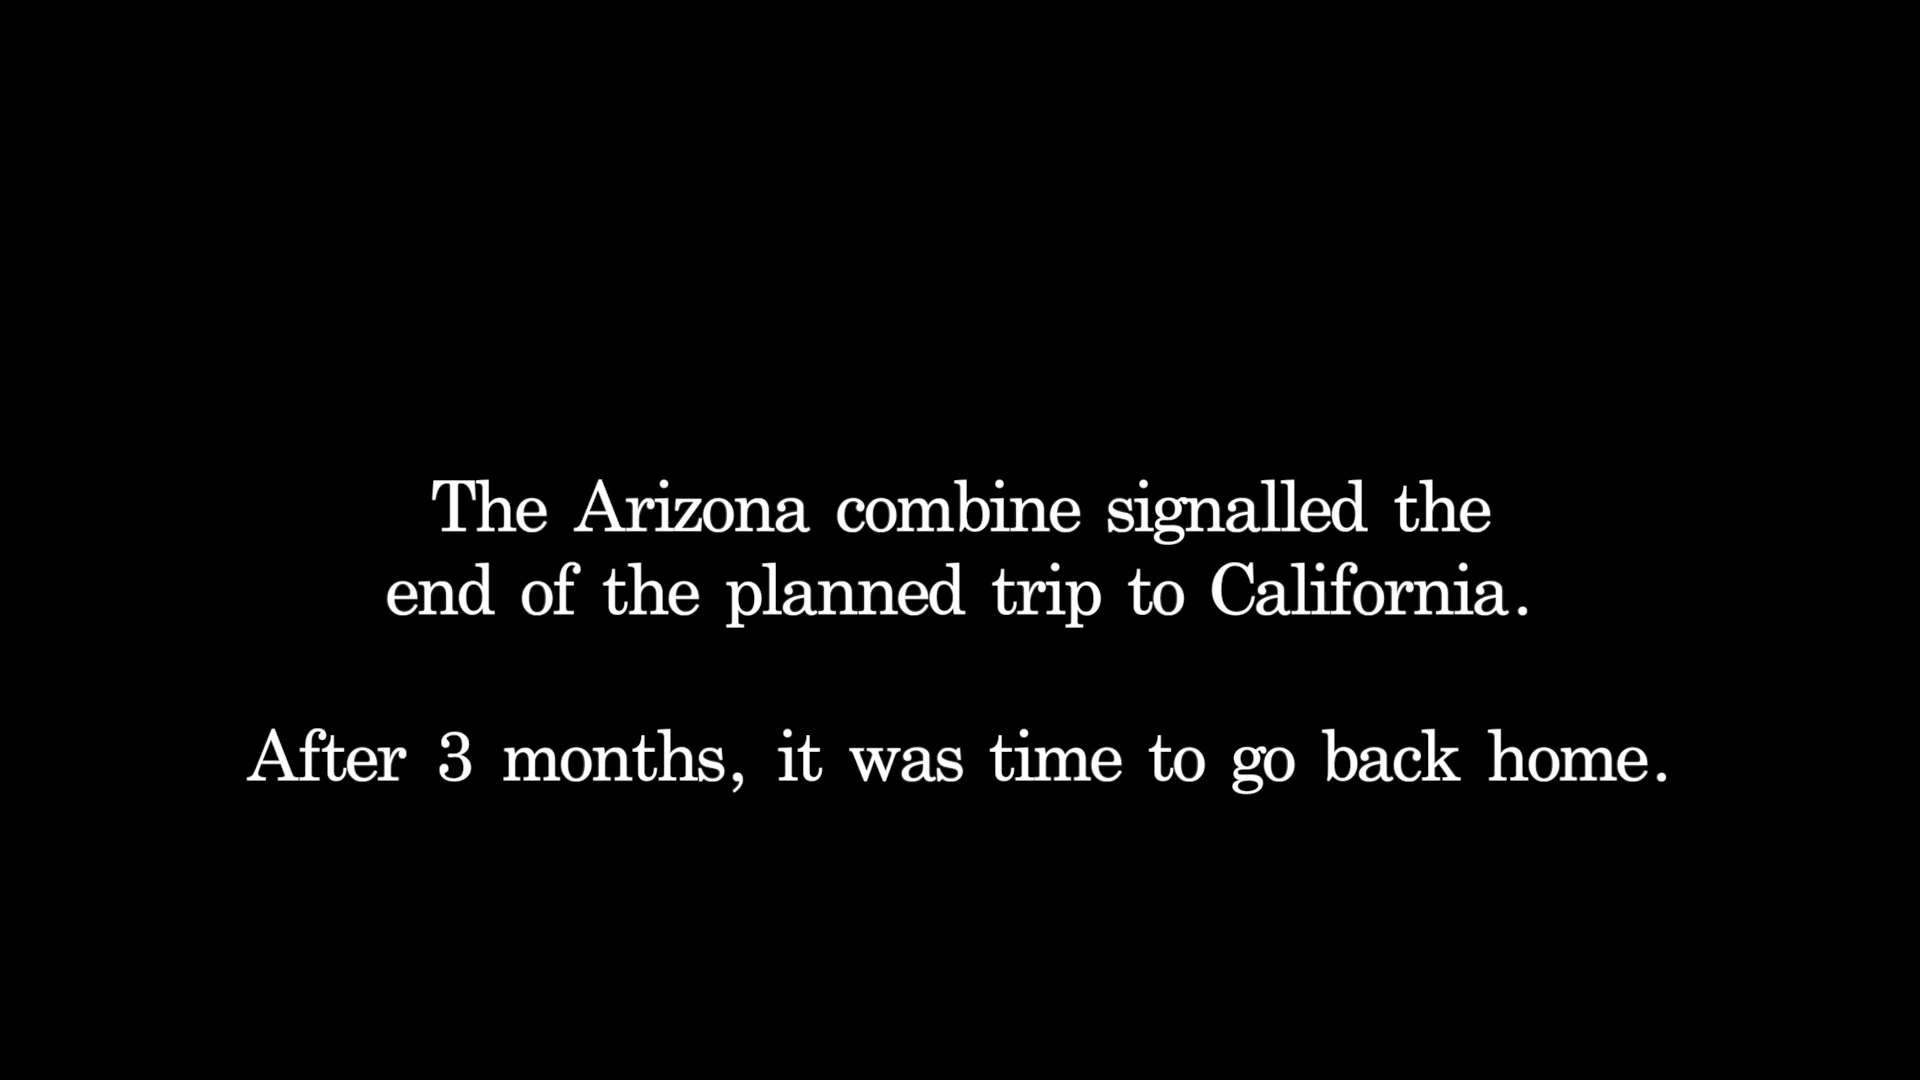 The Arizona combine signalled the
end of the planned trip to California.
After 3 months, it was time to go back home.